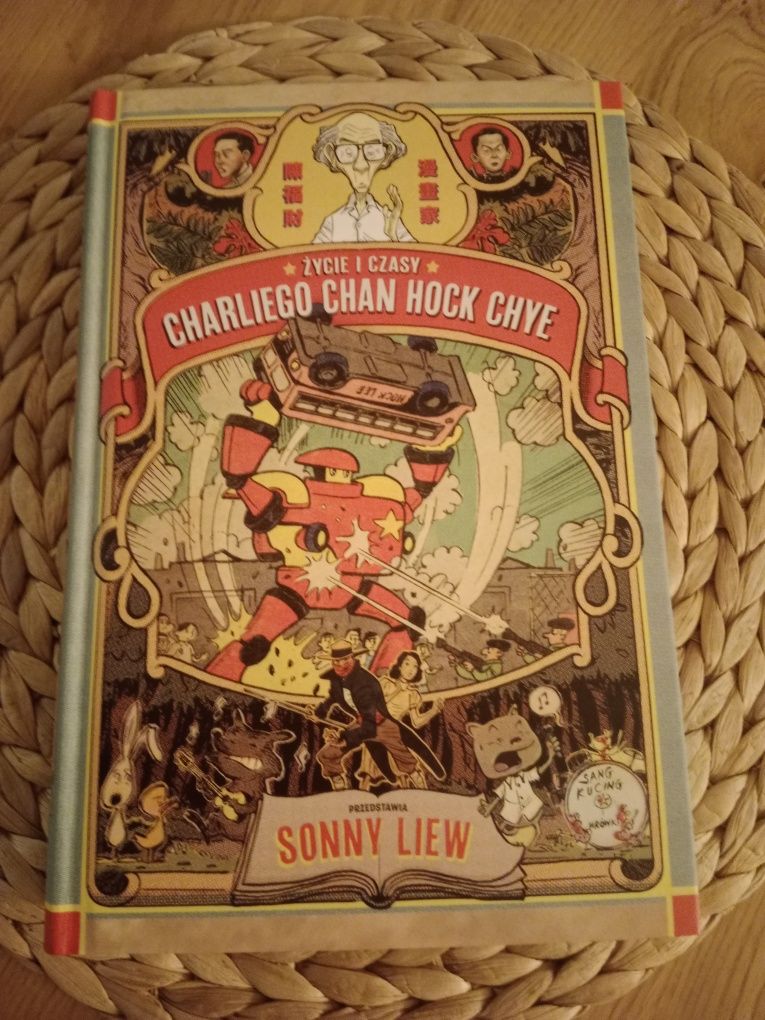 漫畫家
陳福財
ŻYCIE I CZASY
CHARLIEGO CHAN HOCK CHYE
HOCK LEE
SANG
KUCING
PRZEDSTAWIA
SONNY LIEW